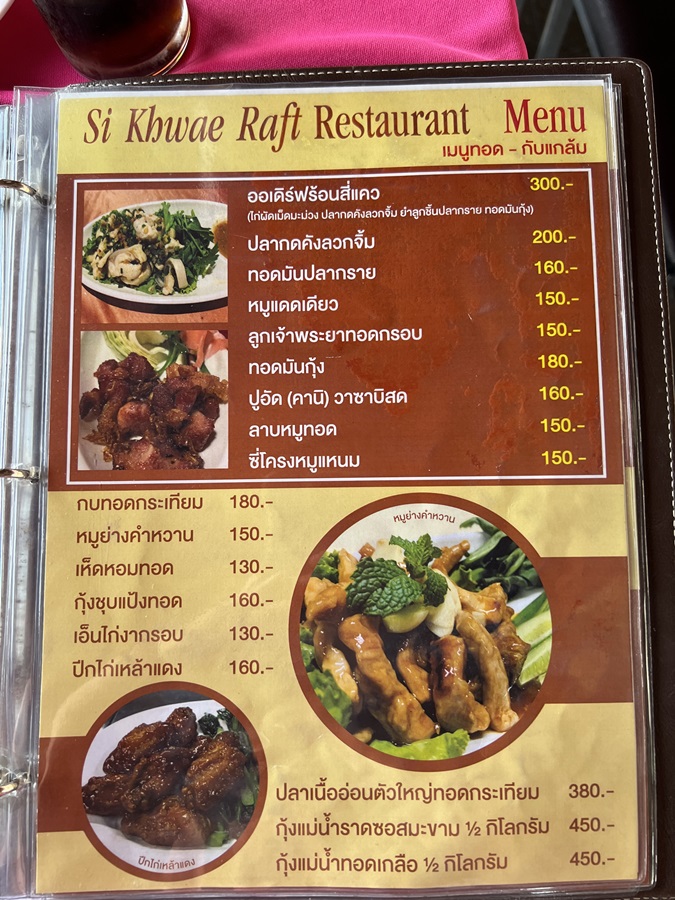 Si Khwae Raft Restaurant Menu
เมนูทอด - กับแกล้ม
ออเดิร์ฟร้อนสี่แคว 300.-
(ไก่ผัดเม็ดมะม่วง ปลากดคังลวกจิ้ม ยำลูกชิ้นปลากราย ทอดมันกุ้ง)
ปลากดคังลวกจิ้ม 200.-
ทอดมันปลากราย 160.-
หมูแดดเดียว 150.-
ลูกเจ้าพระยาทอดกรอบ 150.-
ทอดมันกุ้ง 180.-
ปูอัด (คานิ) วาซาบิสด 160.-
ลาบหมูทอด 150.-
ซี่โครงหมูแหนม 150.-
กบทอดกระเทียม 180.-
หมูย่างคำหวาน 150.-
เห็ดหอมทอด 130.-
กุ้งชุบแป้งทอด 160.-
เอ็นไก่งากรอบ 130.-
ปีกไก่เหล้าแดง 160.-
หมูย่างคำหวาน
ปีกไก่เหล้าแดง
ปลาเนื้ออ่อนตัวใหญ่ทอดกระเทียม 380.-
กุ้งแม่น้ำราดซอสมะขาม ½ กิโลกรัม 450.-
กุ้งแม่น้ำทอดเกลือ ½ กิโลกรัม 450.-